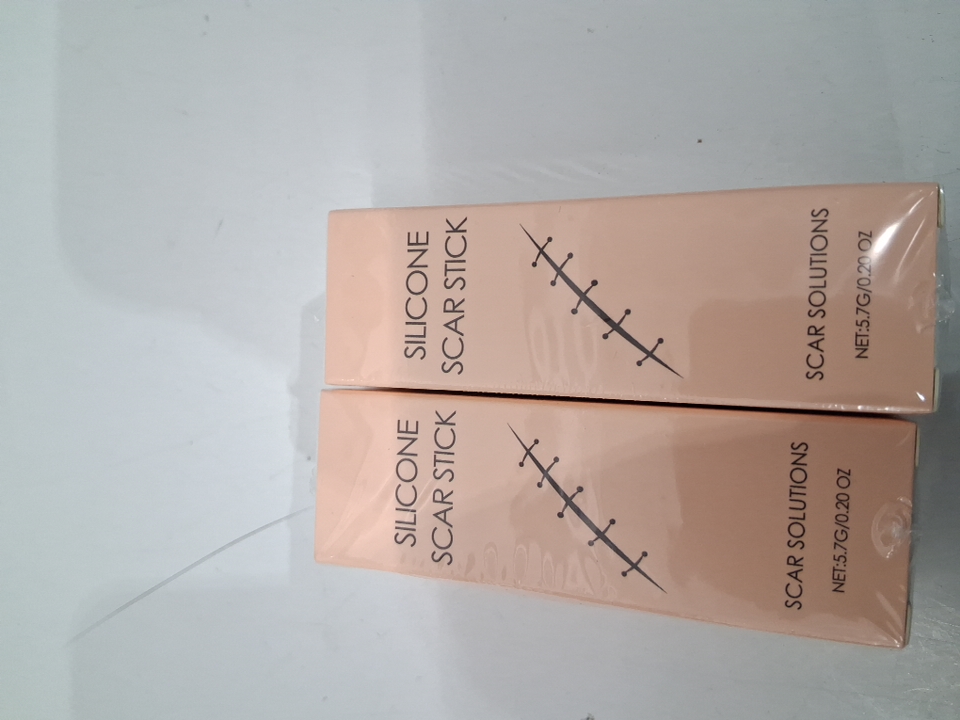 SILICONE
SCAR STICK
SCAR SOLUTIONS
NET:5.7G/0.20 OZ
SILICONE
SCAR STICK
SCAR SOLUTIONS
NET:5.7G/0.20 OZ